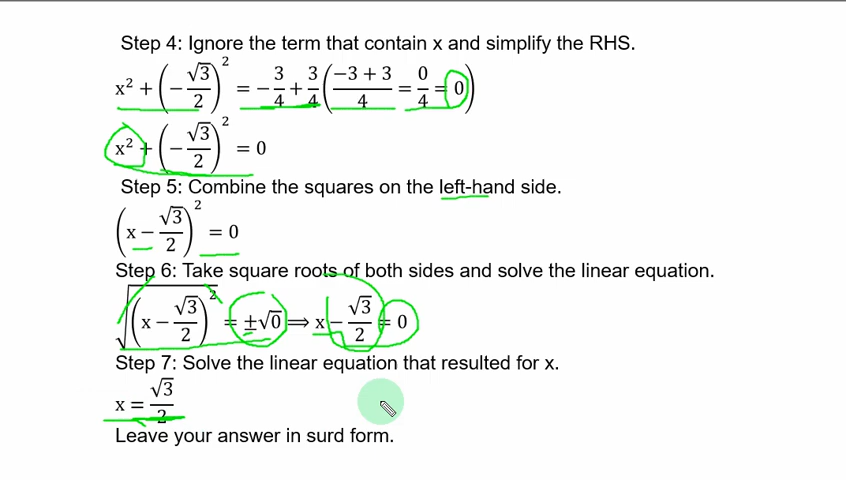 Step 4: Ignore the term that contain x and simplify the RHS.
x² + (−√3/2)² = −3/4 + 3/4 (−3 + 3/4 = 0/4 = 0)
x² + (−√3/2)² = 0
Step 5: Combine the squares on the left-hand side.
(x − √3/2)² = 0
Step 6: Take square roots of both sides and solve the linear equation.
√(x − √3/2)² = ±√0 ⟹ x − √3/2 = 0
Step 7: Solve the linear equation that resulted for x.
x = √3/2
Leave your answer in surd form.